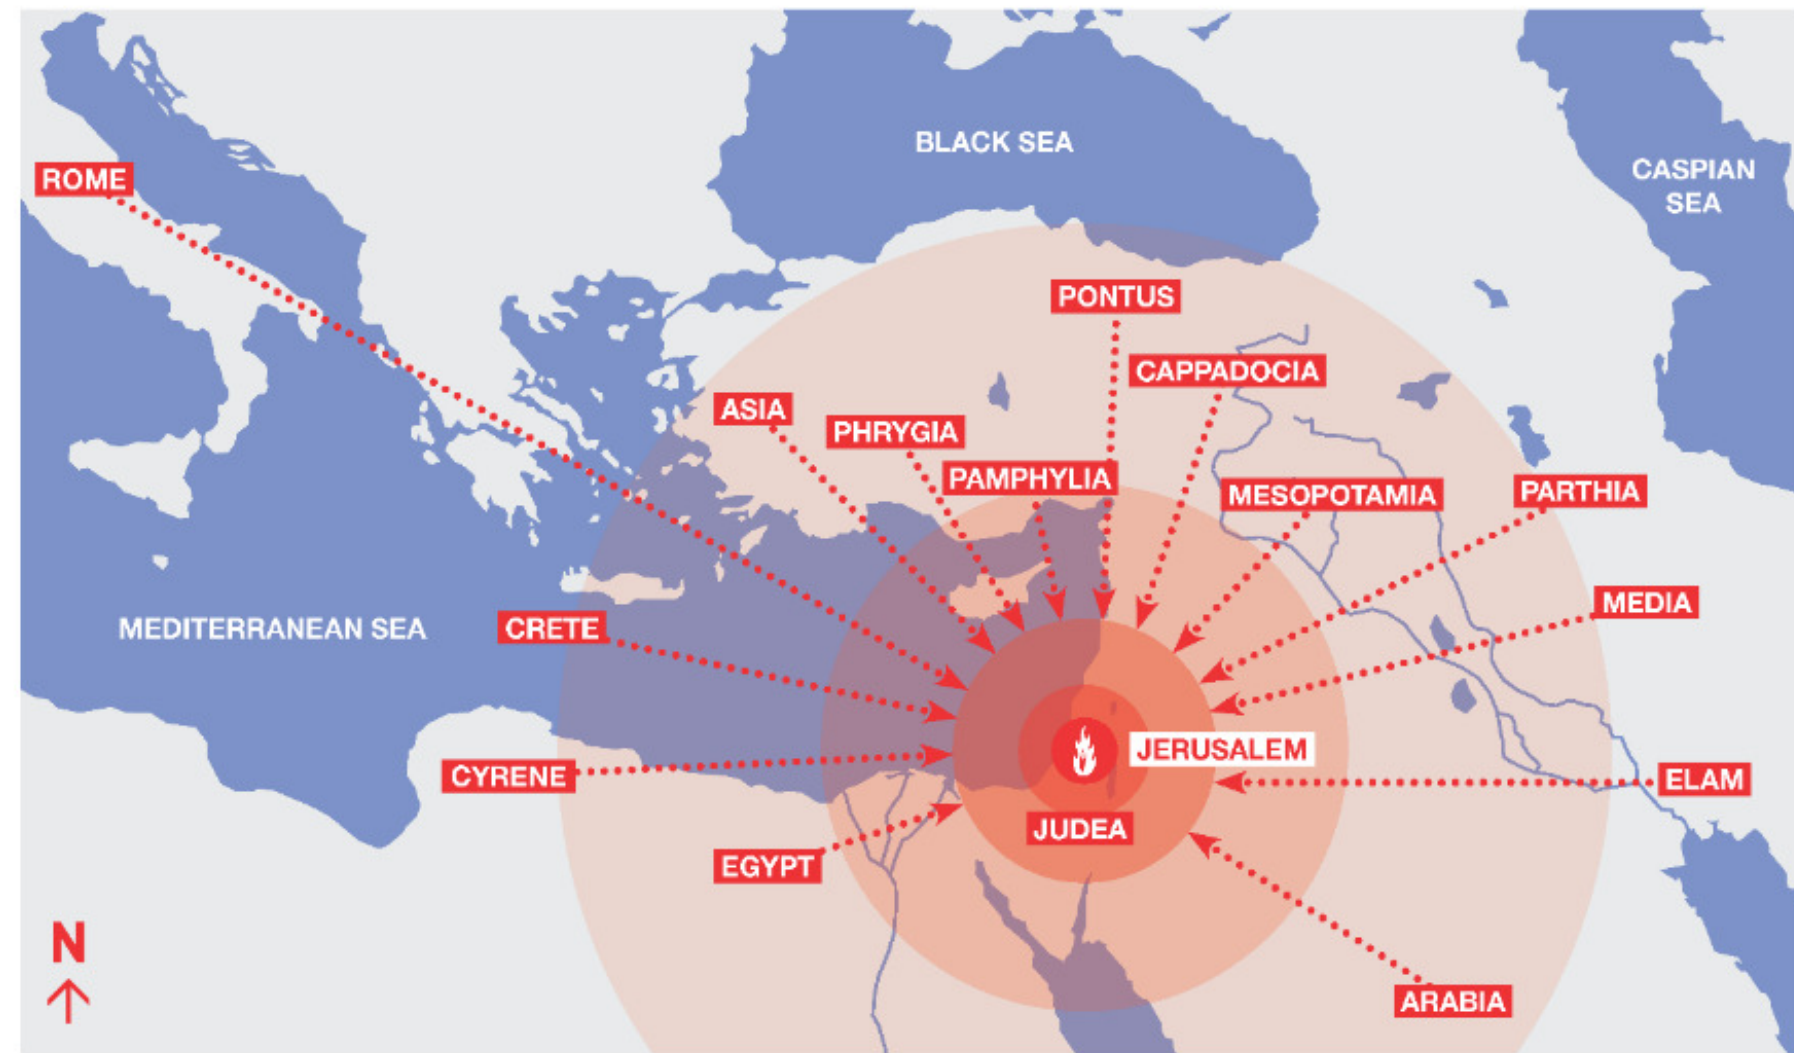 BLACK SEA
CASPIAN
SEA
ROME
PONTUS
CAPPADOCIA
ASIA
PHRYGIA
PAMPHYLIA
MESOPOTAMIA
PARTHIA
MEDIA
CRETE
MEDITERRANEAN SEA
JERUSALEM
CYRENE
ELAM
JUDEA
EGYPT
N
ARABIA